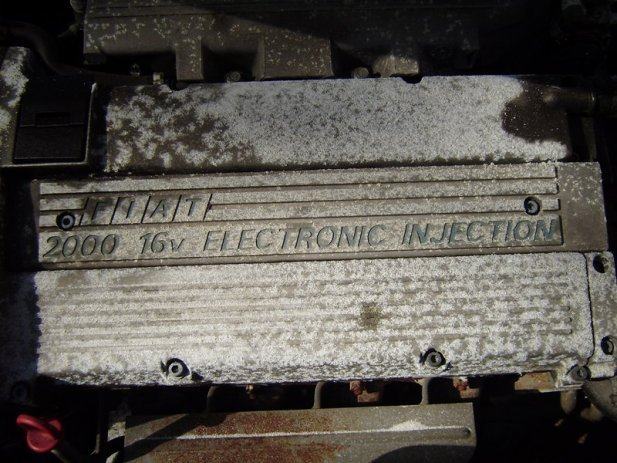 FIAT
2000 16v ELECTRONIC INJECTION